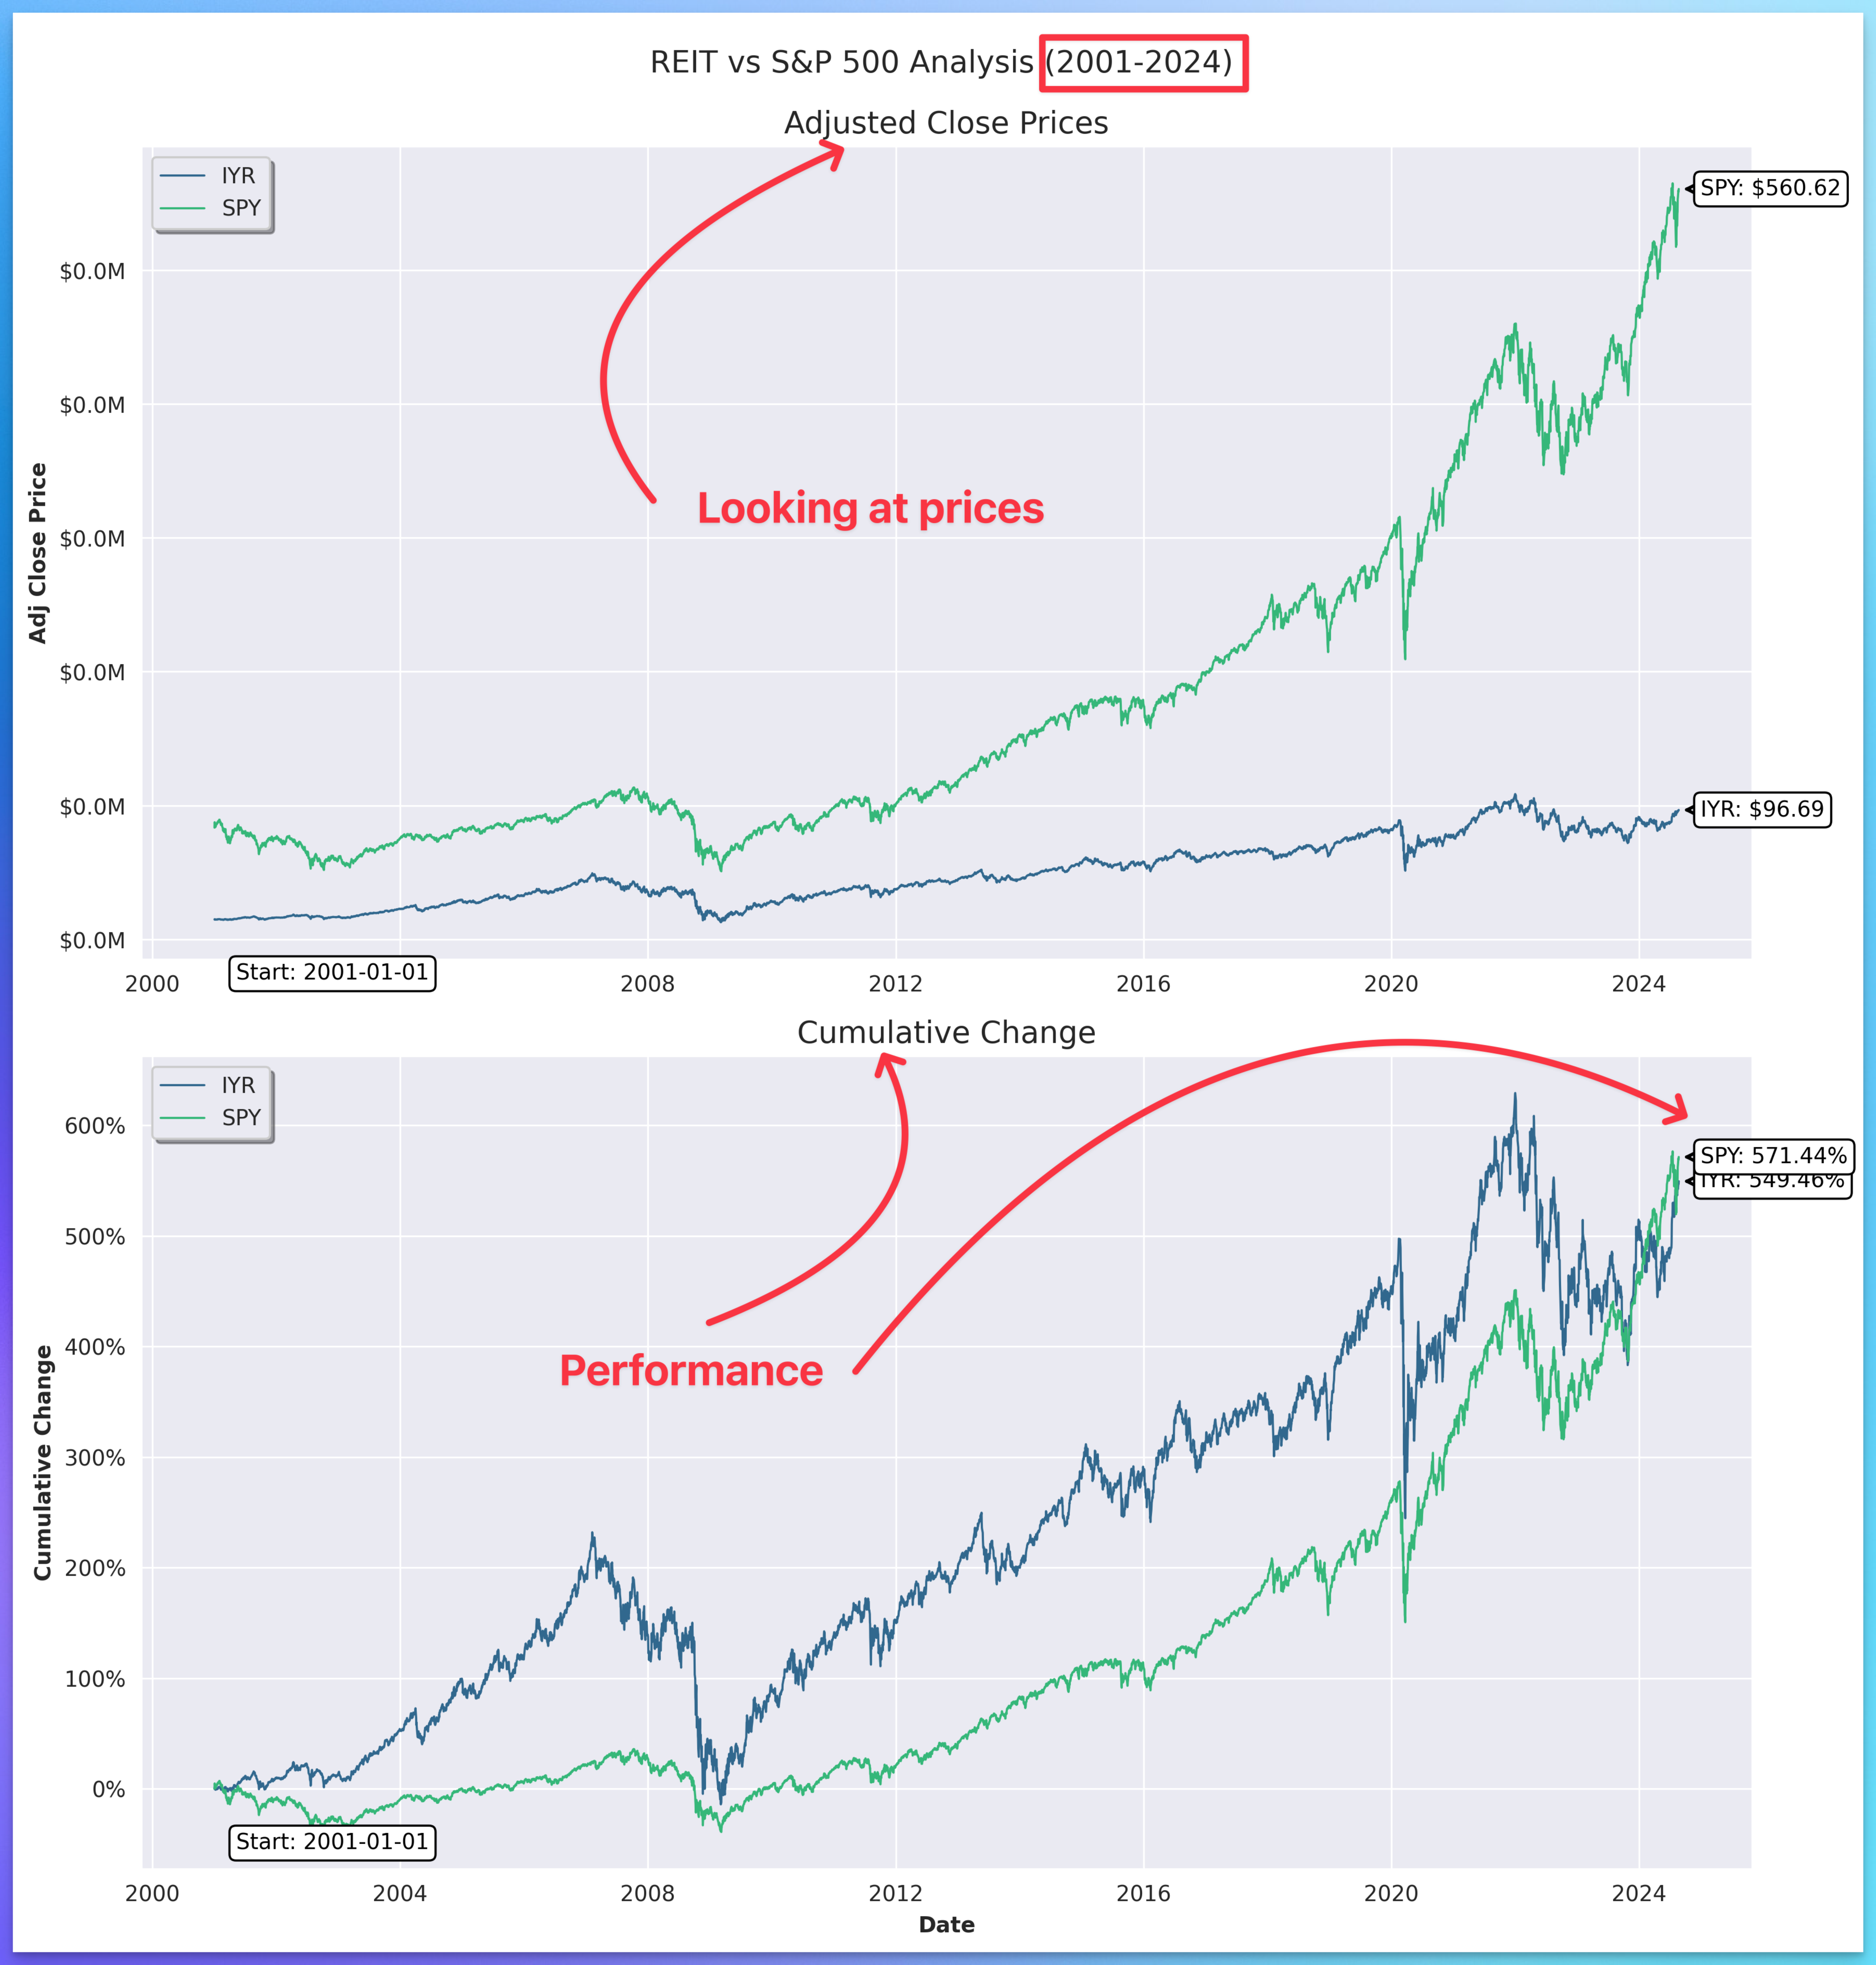 REIT vs S&P 500 Analysis (2001-2024)
Adjusted Close Prices
IYR
SPY
SPY: $560.62
$0.0M
$0.0M
$0.0M
$0.0M
$0.0M
$0.0M
Adj Close Price
Looking at prices
IYR: $96.69
Start: 2001-01-01
2000
2008
2012
2016
2020
2024
Cumulative Change
IYR
SPY
SPY: 571.44%
IYR: 549.46%
600%
500%
400%
300%
200%
100%
0%
Cumulative Change
Performance
Start: 2001-01-01
2000
2004
2008
2012
2016
2020
2024
Date